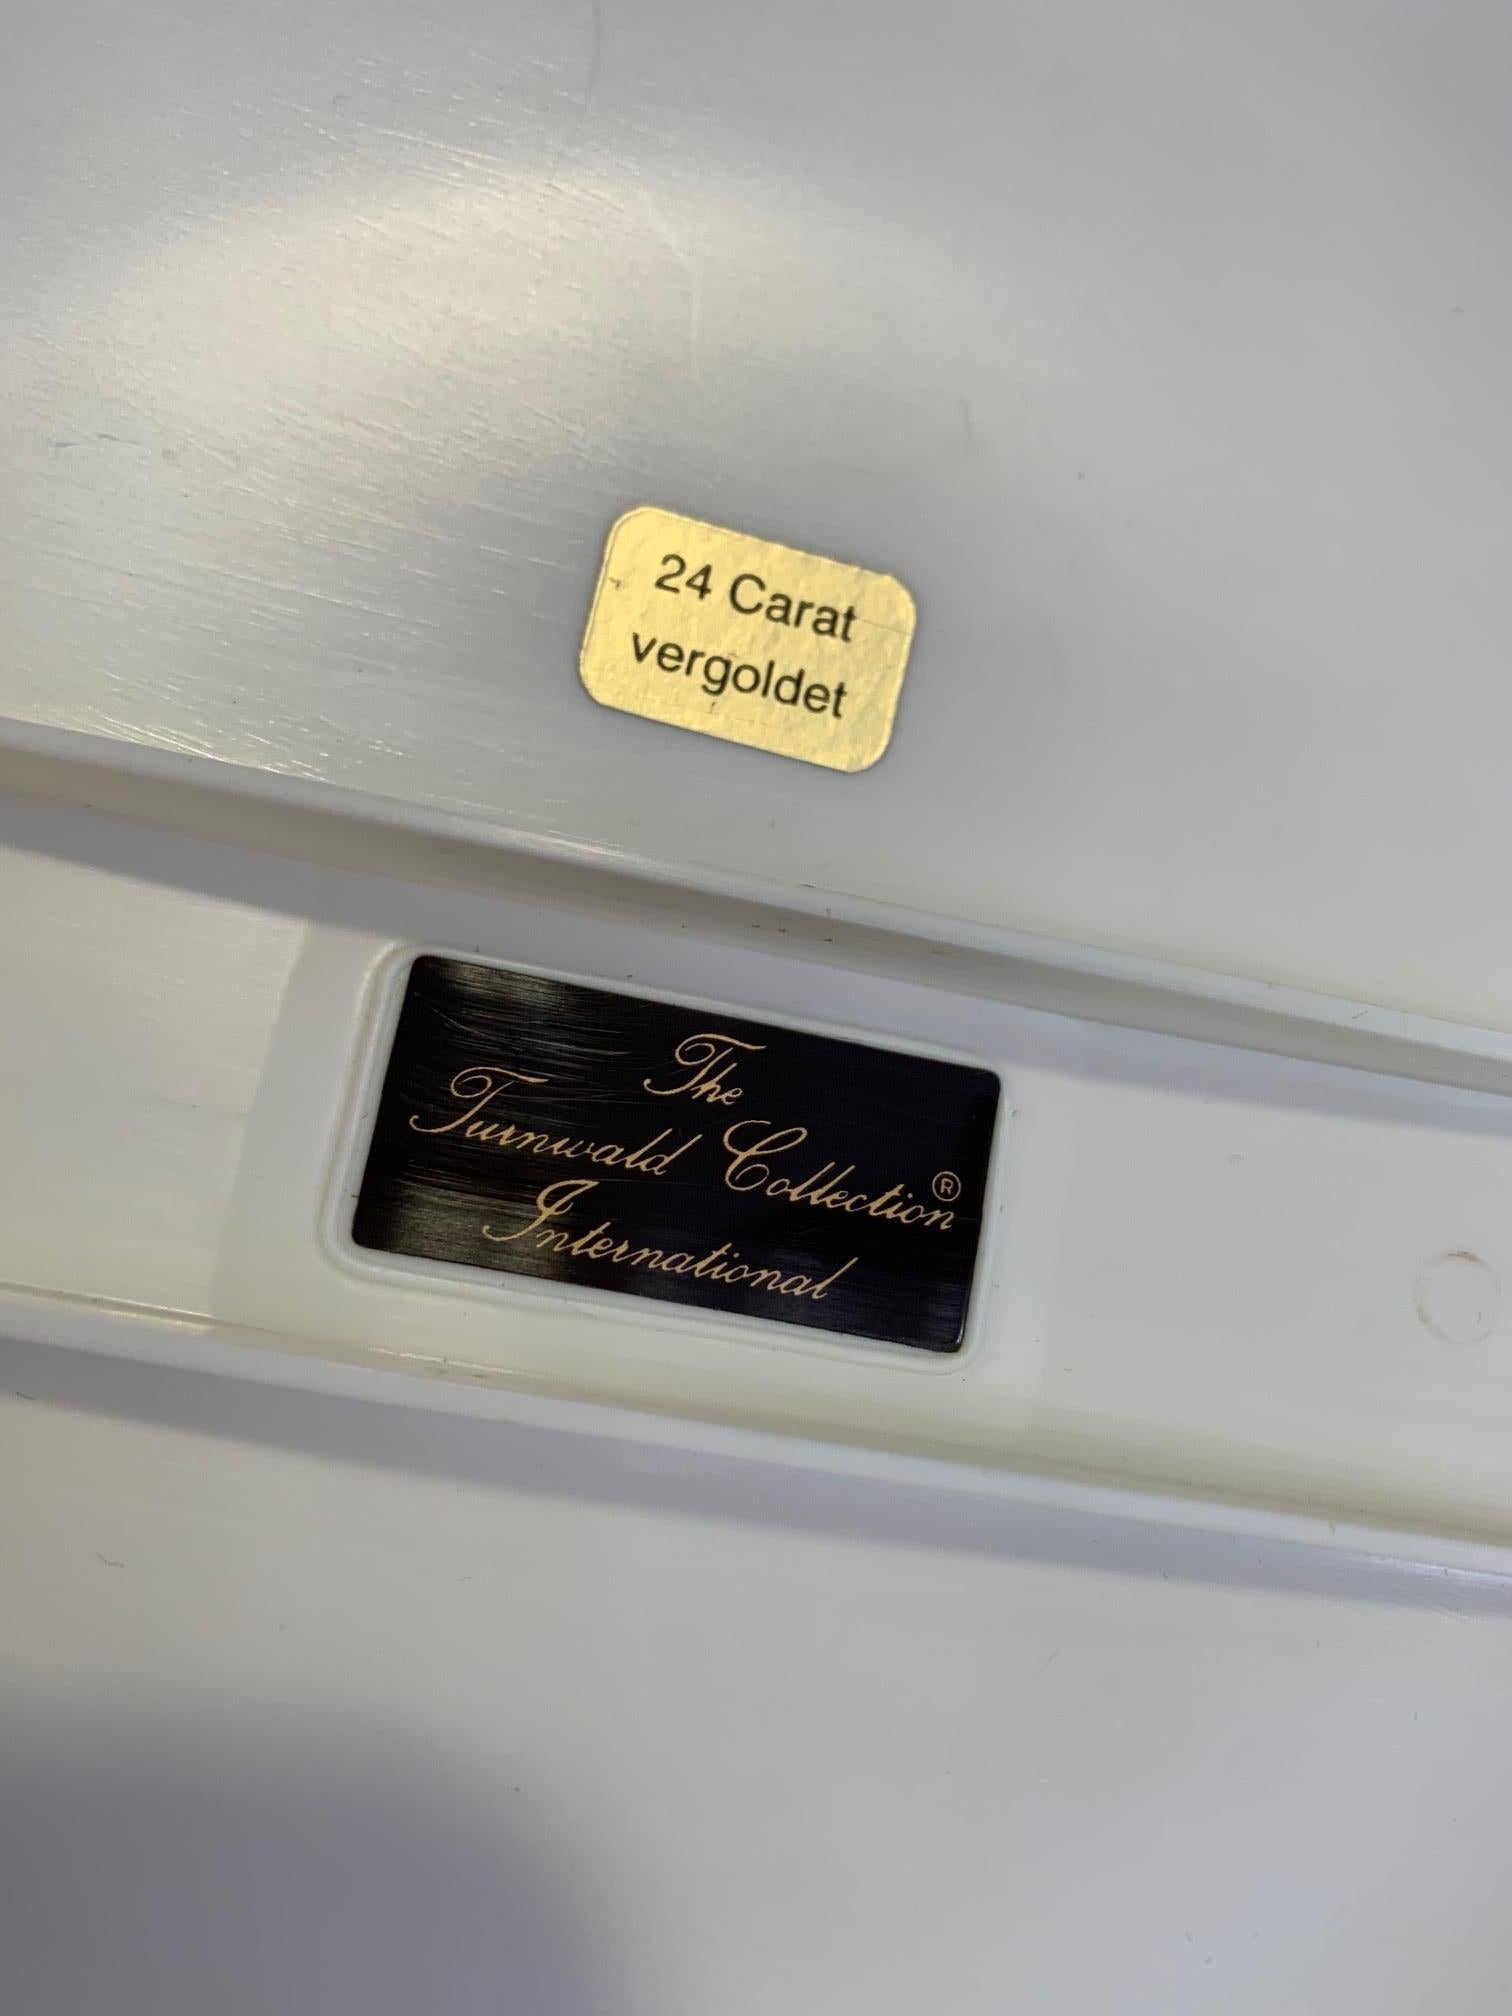 24 Carat
vergoldet
The
Turnwald Collection®
International